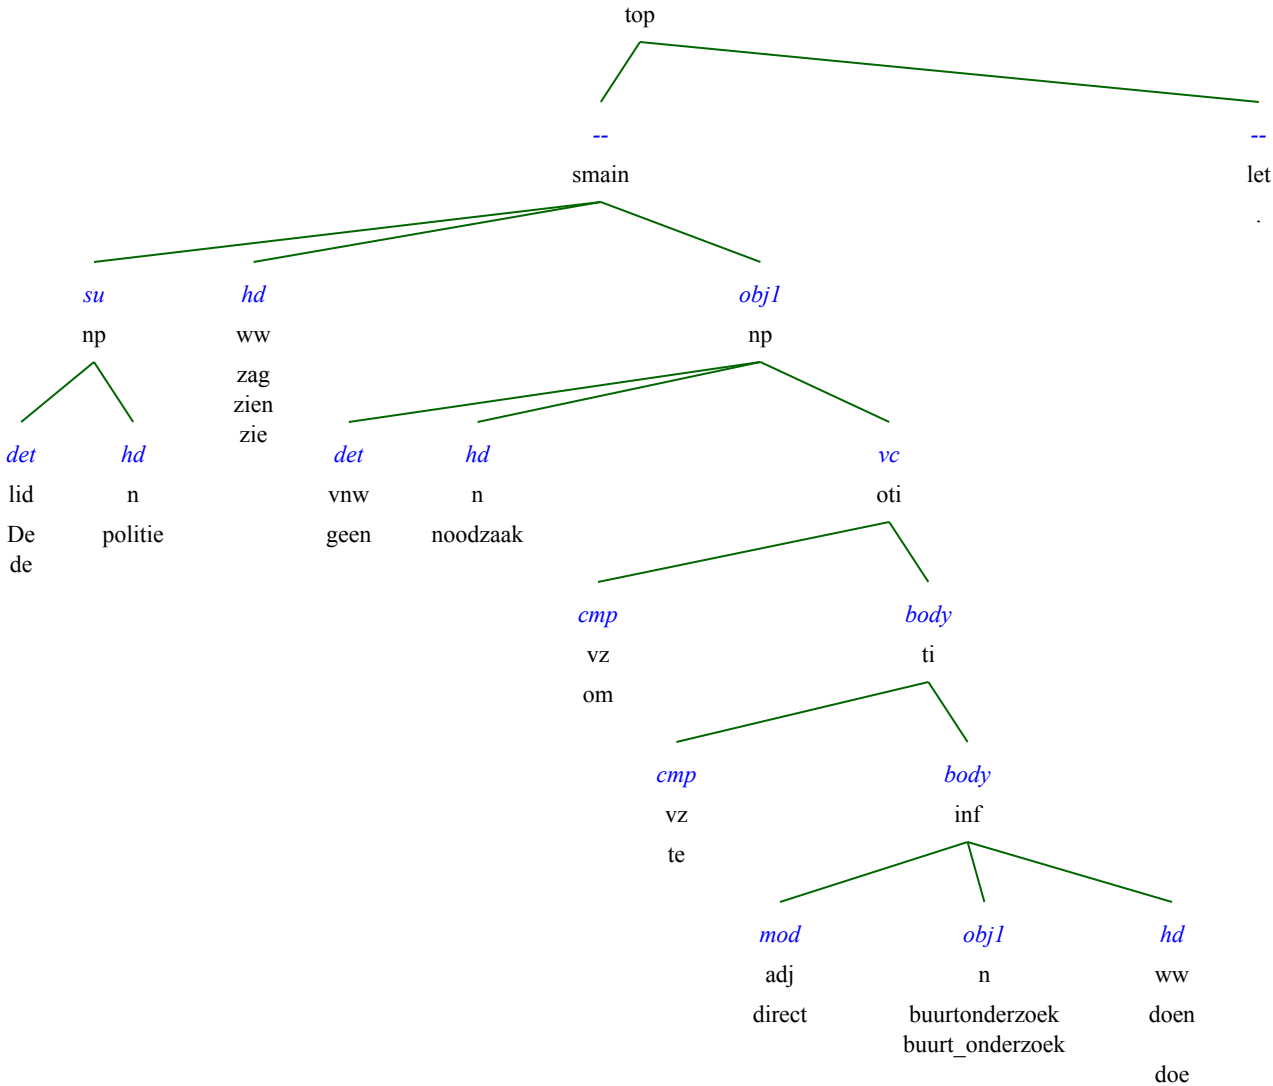 top
-- --
smain let
.
su hd obj1
np ww np
zag
zien
zie
det hd det hd vc
lid n vnw n oti
De politie geen noodzaak
de
cmp body
vz ti
om
cmp body
vz inf
te
mod obj1 hd
adj n ww
direct buurtonderzoek doen
buurt_onderzoek
doe